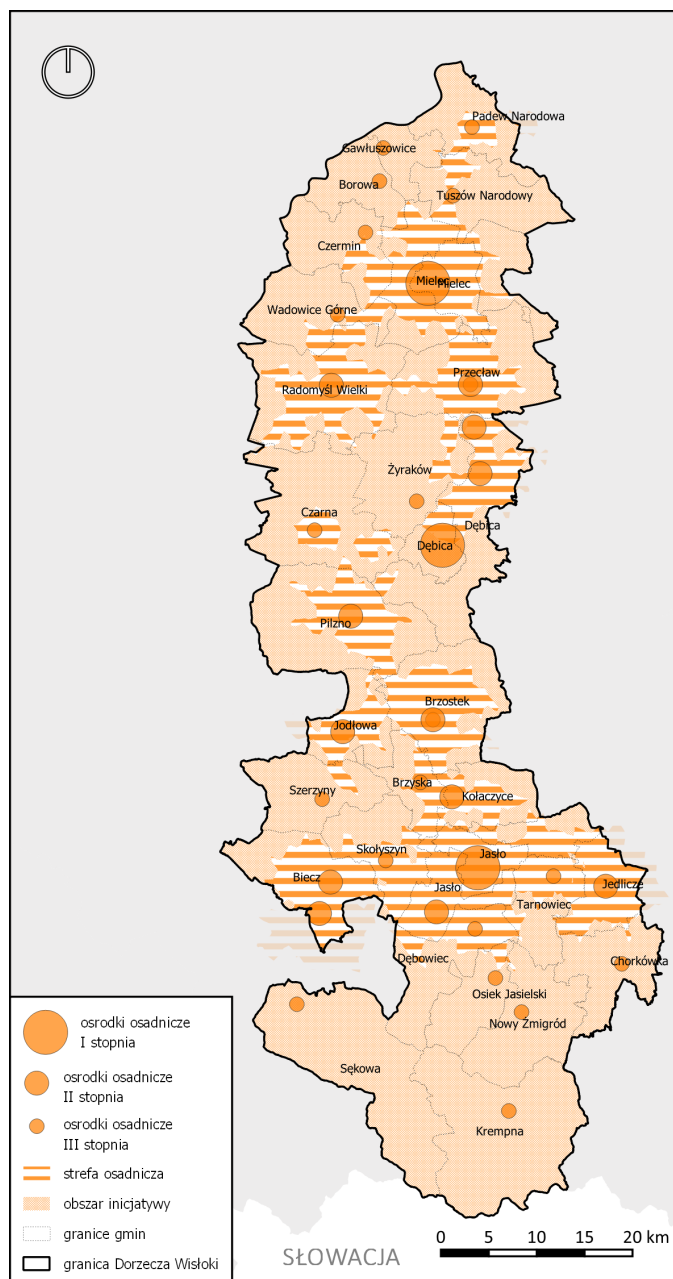 Padew Narodowa
Gawłuszowice
Borowa
Tuszów Narodowy
Czermin
Mielec
Mielec
Wadowice Górne
Przecław
Radomyśl Wielki
Żyraków
Czarna
Dębica
Dębica
Pilzno
Brzostek
Jodłowa
Brzyska
Szerzyny
Kołaczyce
Skołyszyn
Jasło
Biecz
Jasło
Jedlicze
Tarnowiec
Dębowiec
Chorkówka
Osiek Jasielski
Nowy Żmigród
Sękowa
Krempna
osrodki osadnicze
I stopnia
osrodki osadnicze
II stopnia
osrodki osadnicze
III stopnia
strefa osadnicza
obszar inicjatywy
granice gmin
granica Dorzecza Wisłoki
SŁOWACJA
0 5 10 15 20 km